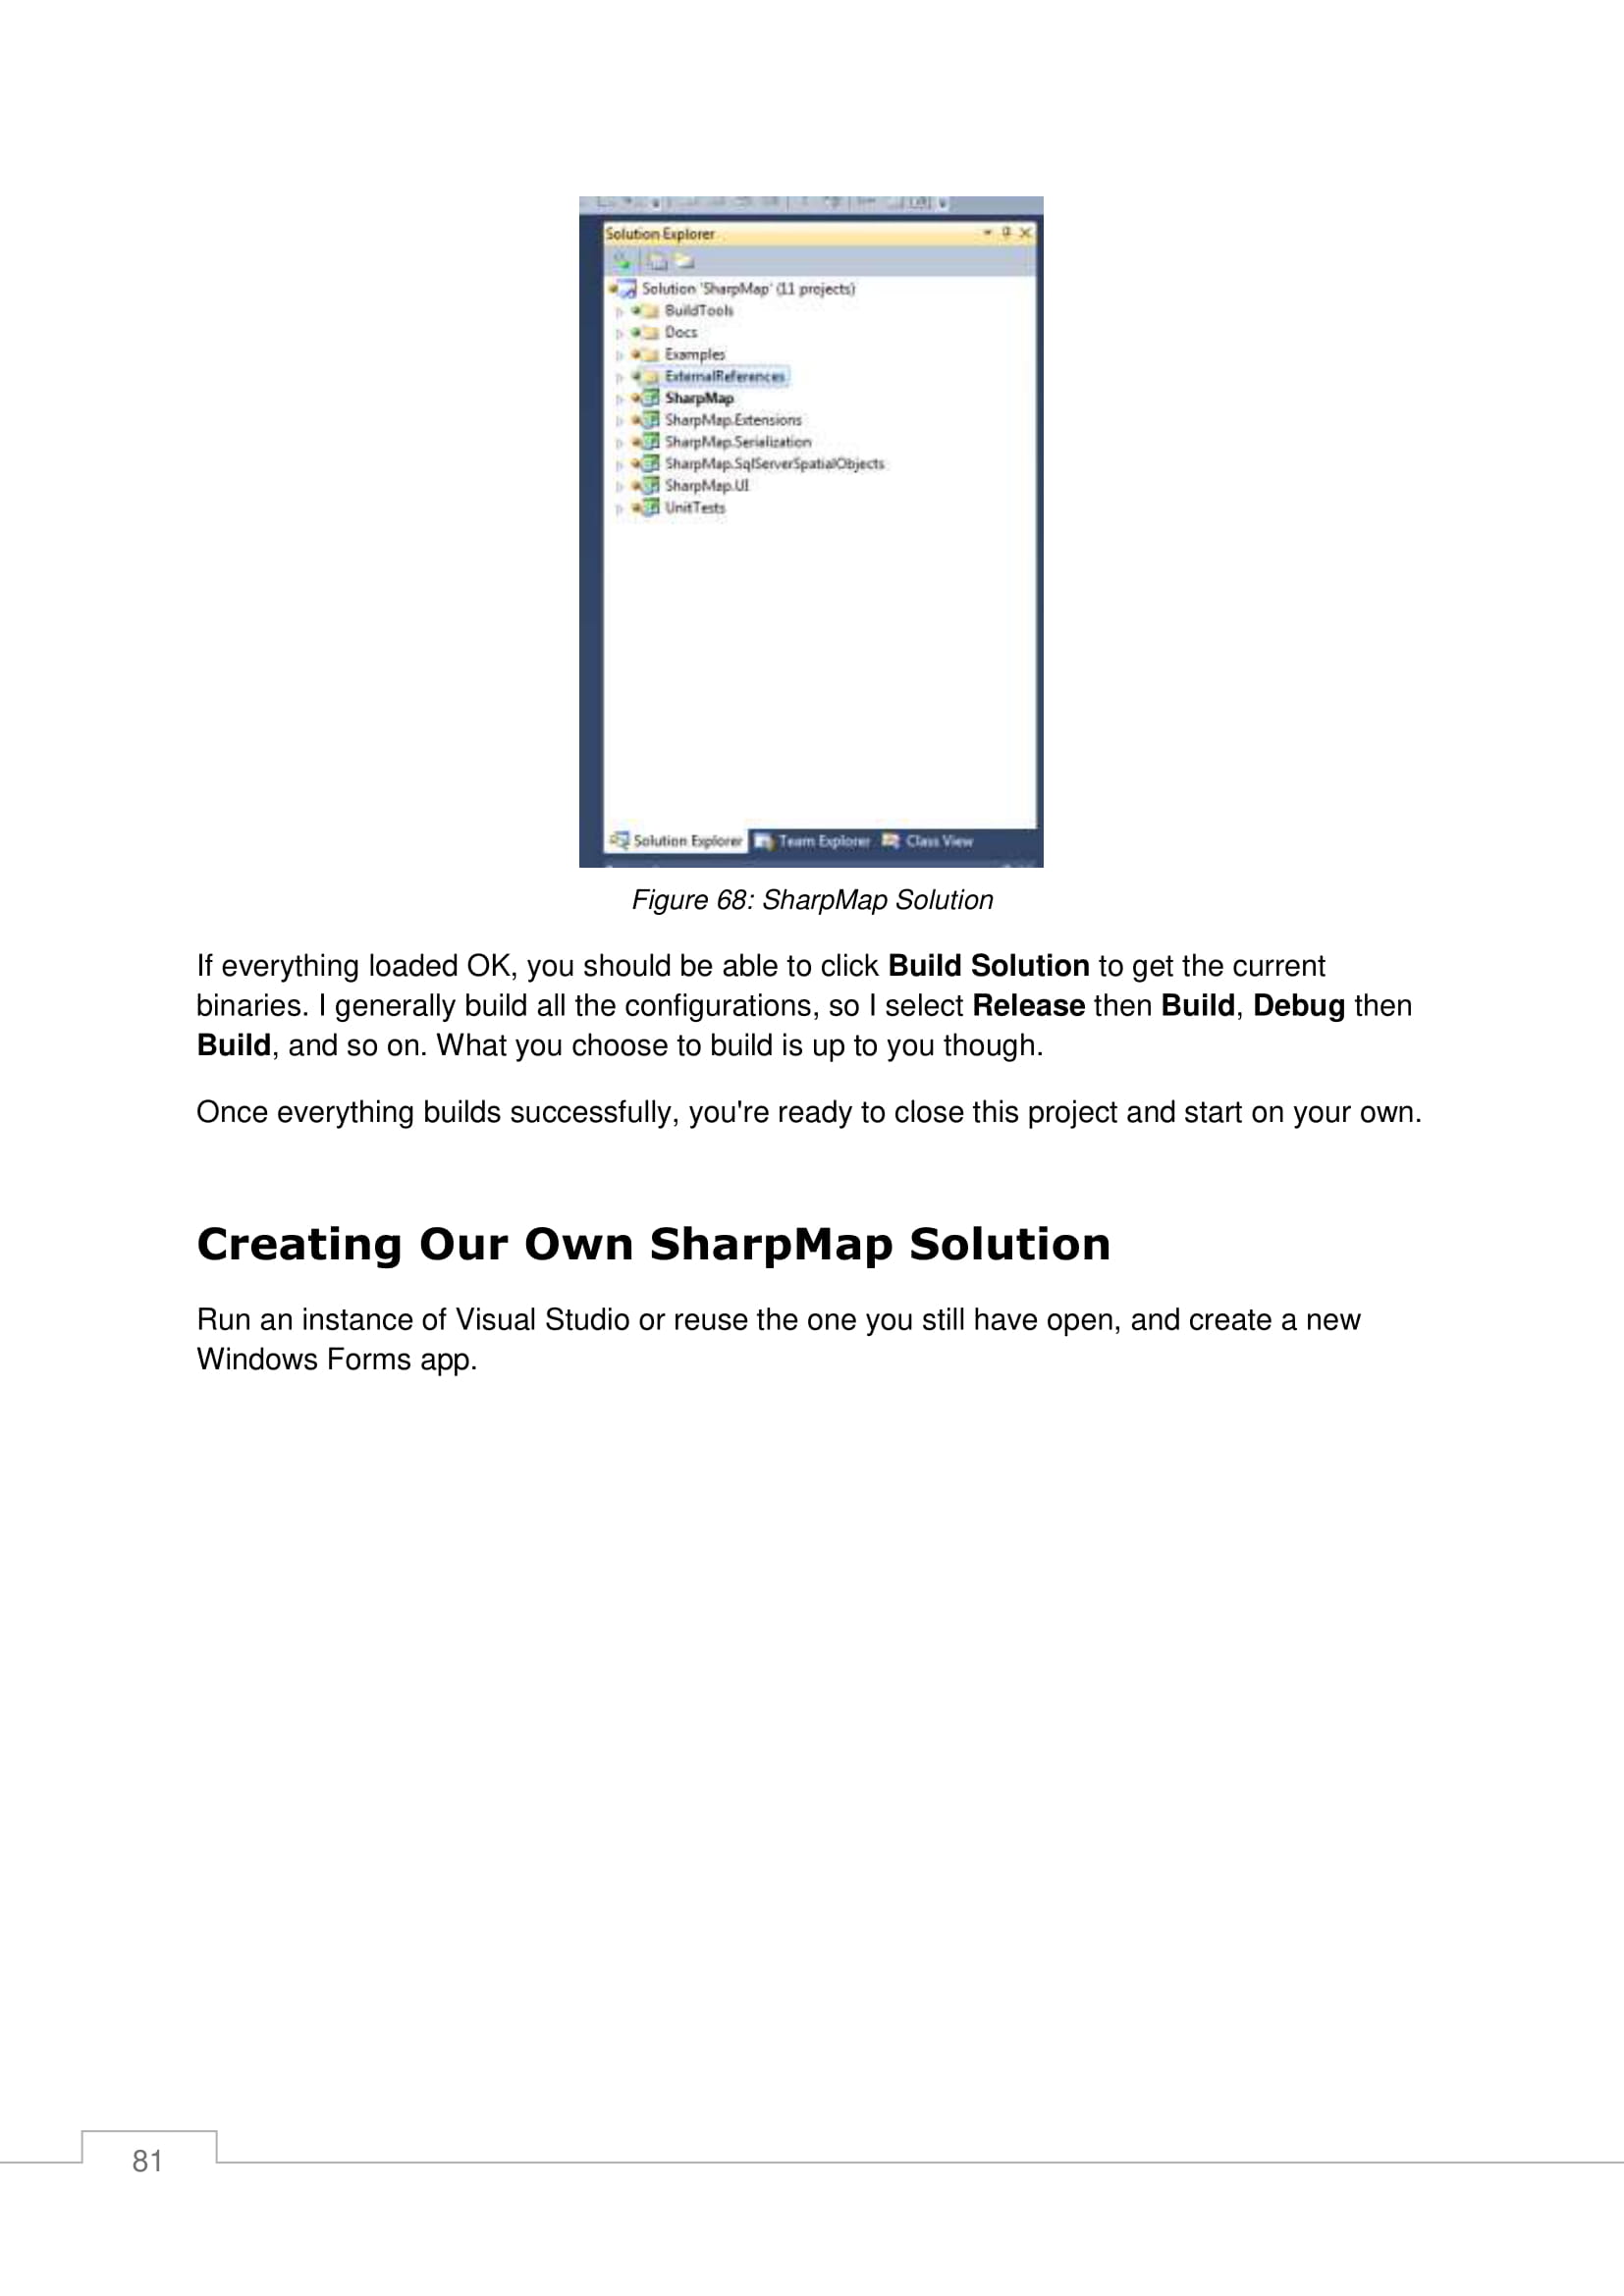 Solution Explorer
Solution 'SharpMap' (11 projects)
BuildTools
Docs
Examples
ExternalReferences
SharpMap
SharpMap.Extensions
SharpMap.Serialization
SharpMap.SqlServerSpatialObjects
SharpMap.UI
UnitTests
Solution Explorer Team Explorer Class View
Figure 68: SharpMap Solution
If everything loaded OK, you should be able to click Build Solution to get the current
binaries. I generally build all the configurations, so I select Release then Build, Debug then
Build, and so on. What you choose to build is up to you though.
Once everything builds successfully, you're ready to close this project and start on your own.
Creating Our Own SharpMap Solution
Run an instance of Visual Studio or reuse the one you still have open, and create a new
Windows Forms app.
81